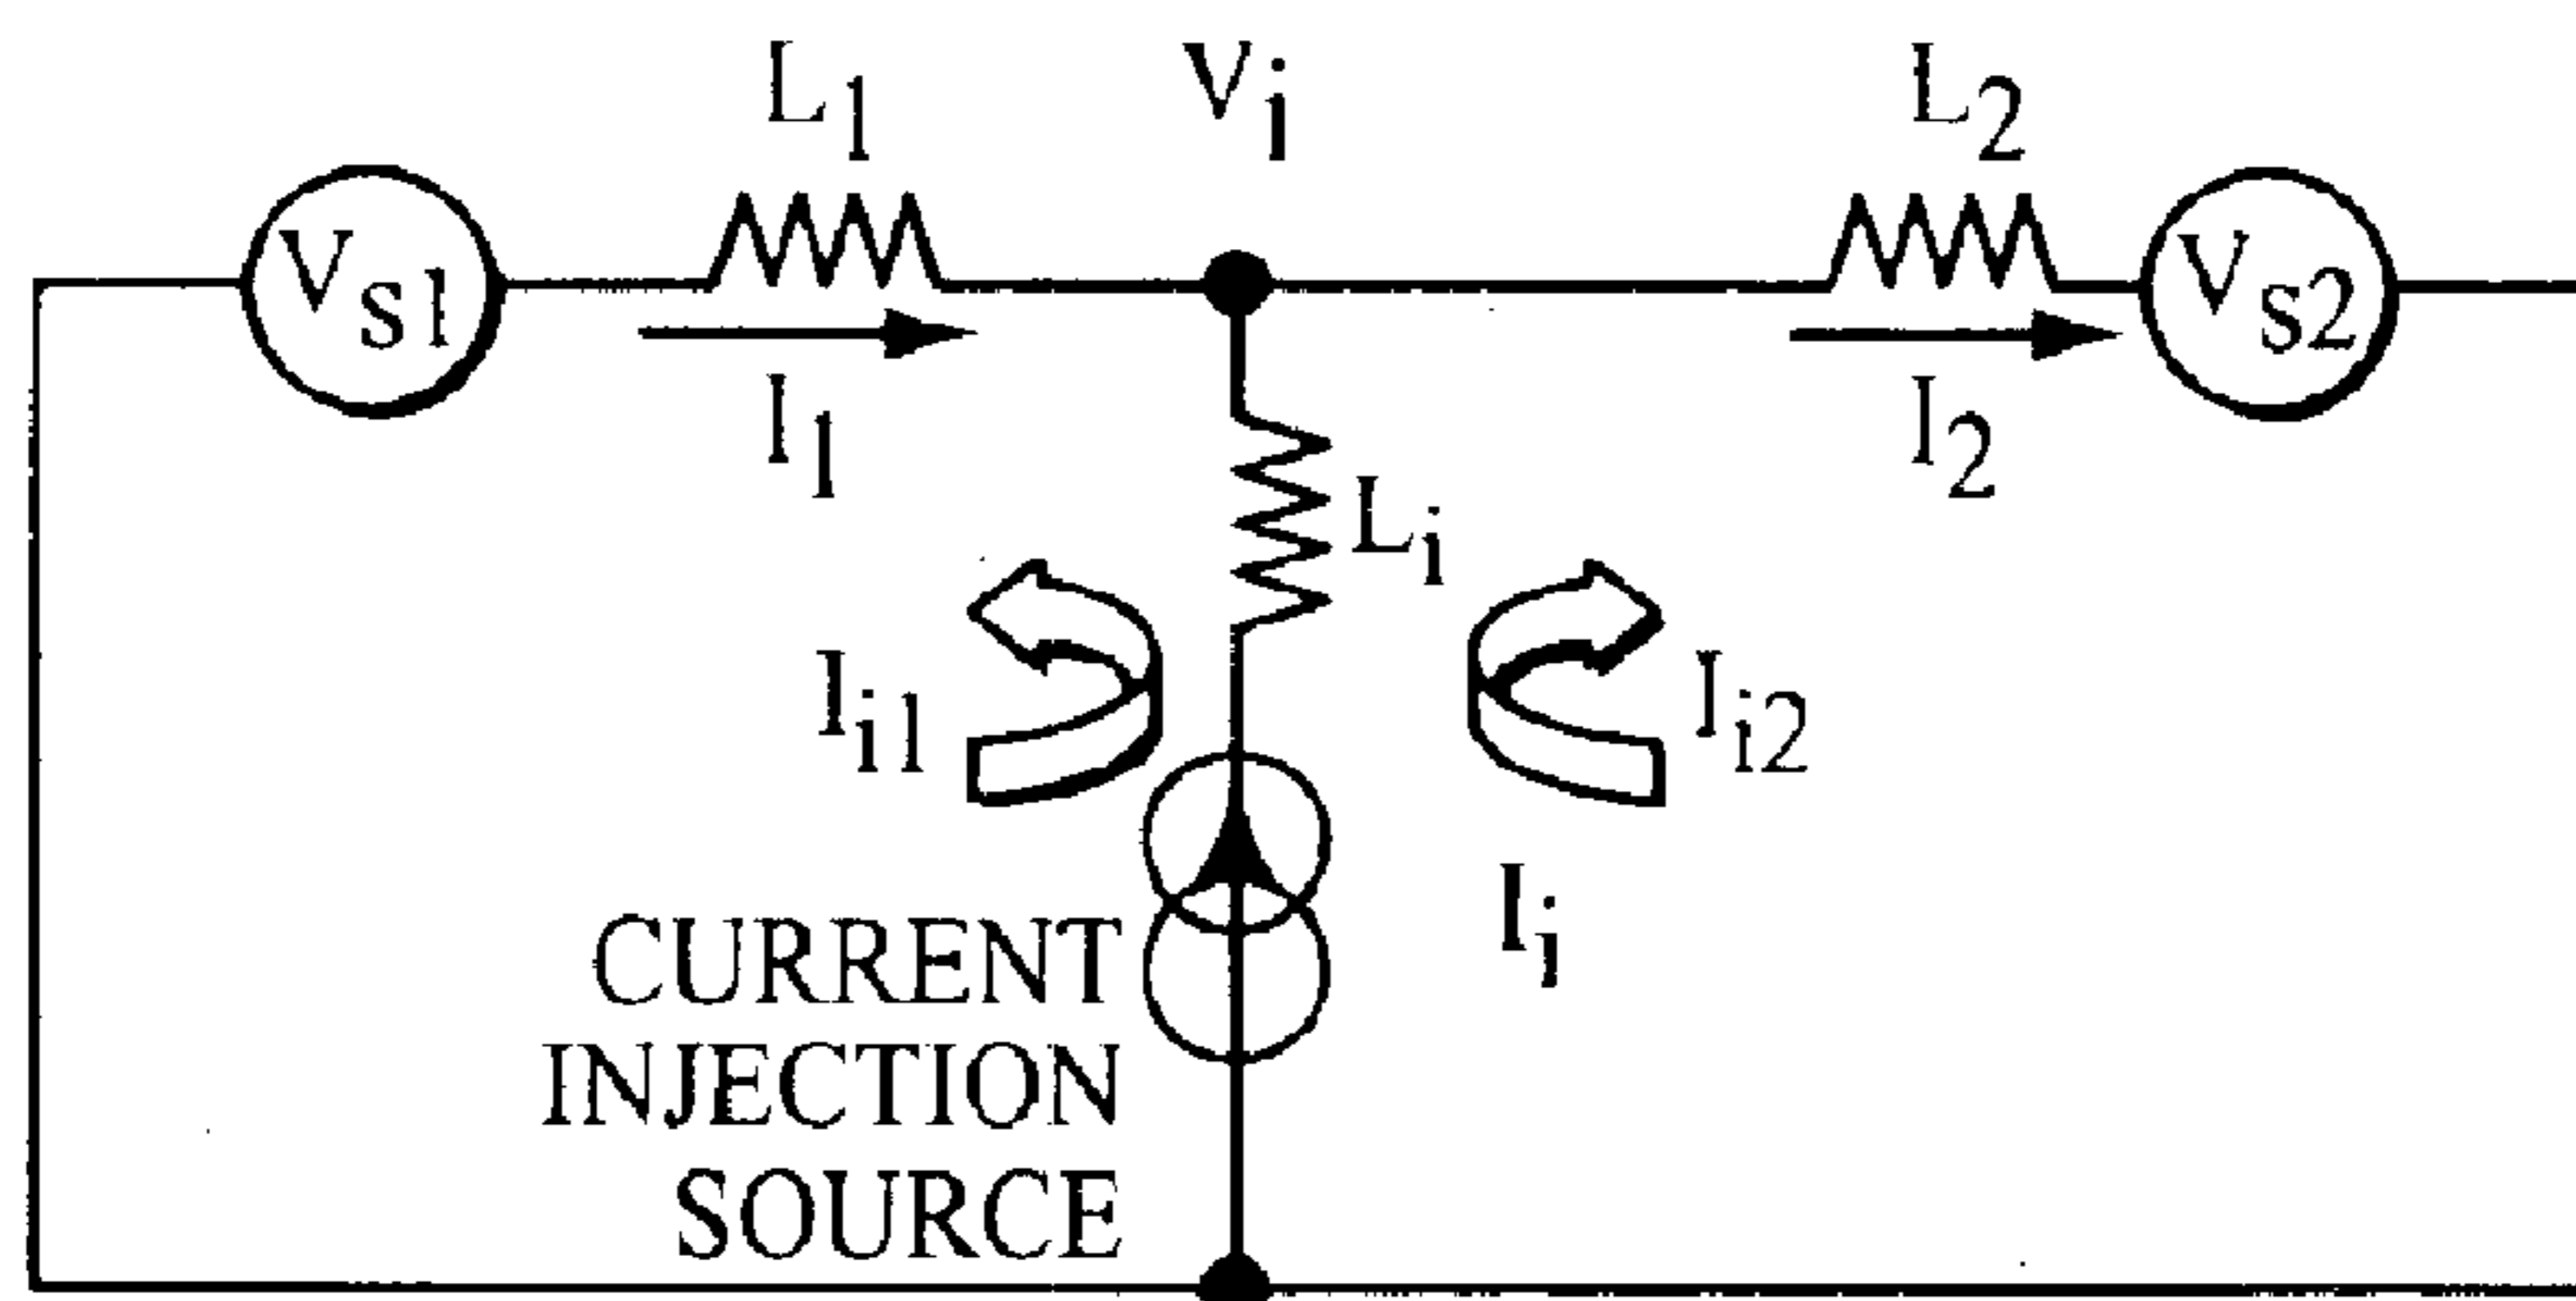 L1
Vi
L2
Vs1
Vs2
I1
I2
Li
Ii1
Ii2
Ii
CURRENT
INJECTION
SOURCE